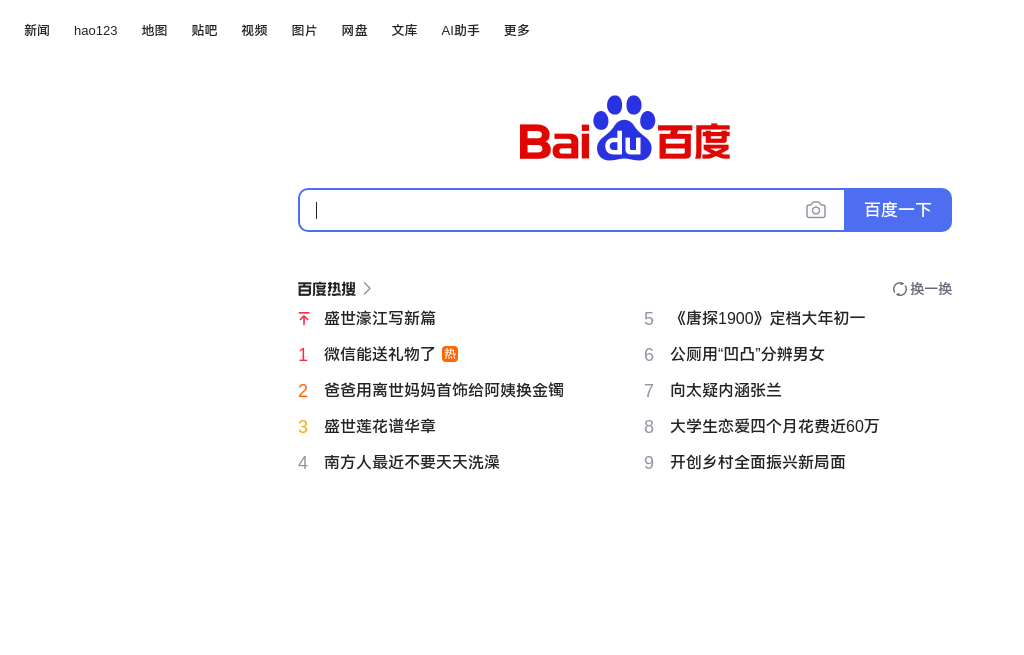 新闻 hao123 地图 贴吧 视频 图片 网盘 文库 AI助手 更多
Bai du 百度
百度一下
百度热搜 换一换
盛世濠江写新篇
1 微信能送礼物了 热
2 爸爸用离世妈妈首饰给阿姨换金镯
3 盛世莲花谱华章
4 南方人最近不要天天洗澡
5 《唐探1900》定档大年初一
6 公厕用“凹凸”分辨男女
7 向太疑内涵张兰
8 大学生恋爱四个月花费近60万
9 开创乡村全面振兴新局面